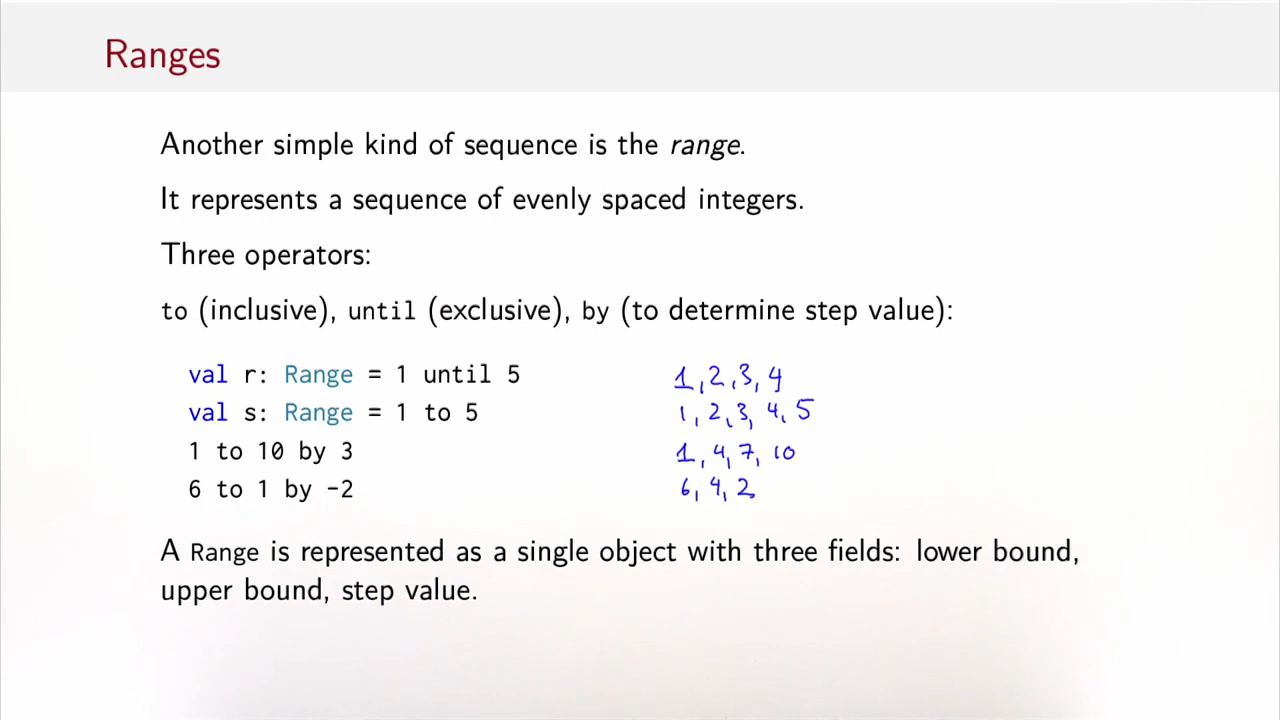 Ranges
Another simple kind of sequence is the range.
It represents a sequence of evenly spaced integers.
Three operators:
to (inclusive), until (exclusive), by (to determine step value):
val r: Range = 1 until 5 1, 2, 3, 4
val s: Range = 1 to 5 1, 2, 3, 4, 5
1 to 10 by 3 1, 4, 7, 10
6 to 1 by -2 6, 4, 2
A Range is represented as a single object with three fields: lower bound,
upper bound, step value.